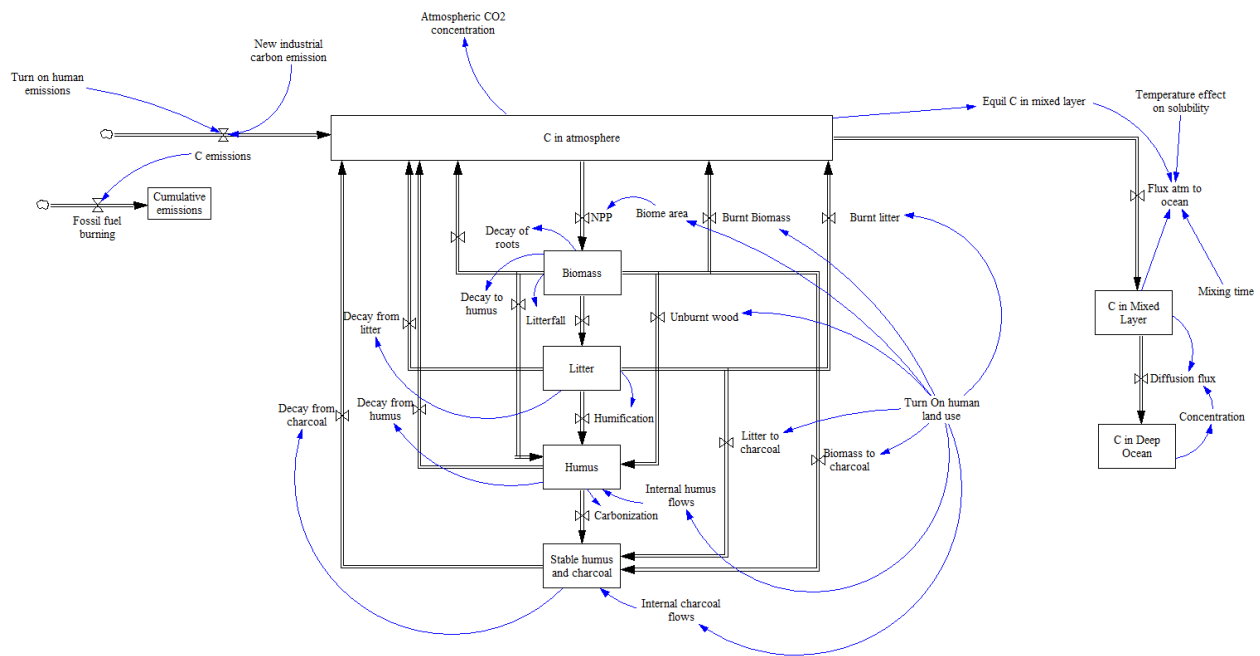 Atmospheric CO2
concentration
New industrial
carbon emission
Turn on human
emissions
Equil C in mixed layer
Temperature effect
on solubility
C in atmosphere
C emissions
Cumulative
emissions
Fossil fuel
burning
Flux atm to
ocean
NPP
Biome area
Burnt Biomass
Burnt litter
Decay of
roots
Biomass
Decay to
humus
Litterfall
Unburnt wood
Mixing time
C in Mixed
Layer
Decay from
litter
Litter
Diffusion flux
Decay from
charcoal
Decay from
humus
Humification
Turn On human
land use
Concentration
Litter to
charcoal
Biomass to
charcoal
C in Deep
Ocean
Humus
Internal humus
flows
Carbonization
Stable humus
and charcoal
Internal charcoal
flows